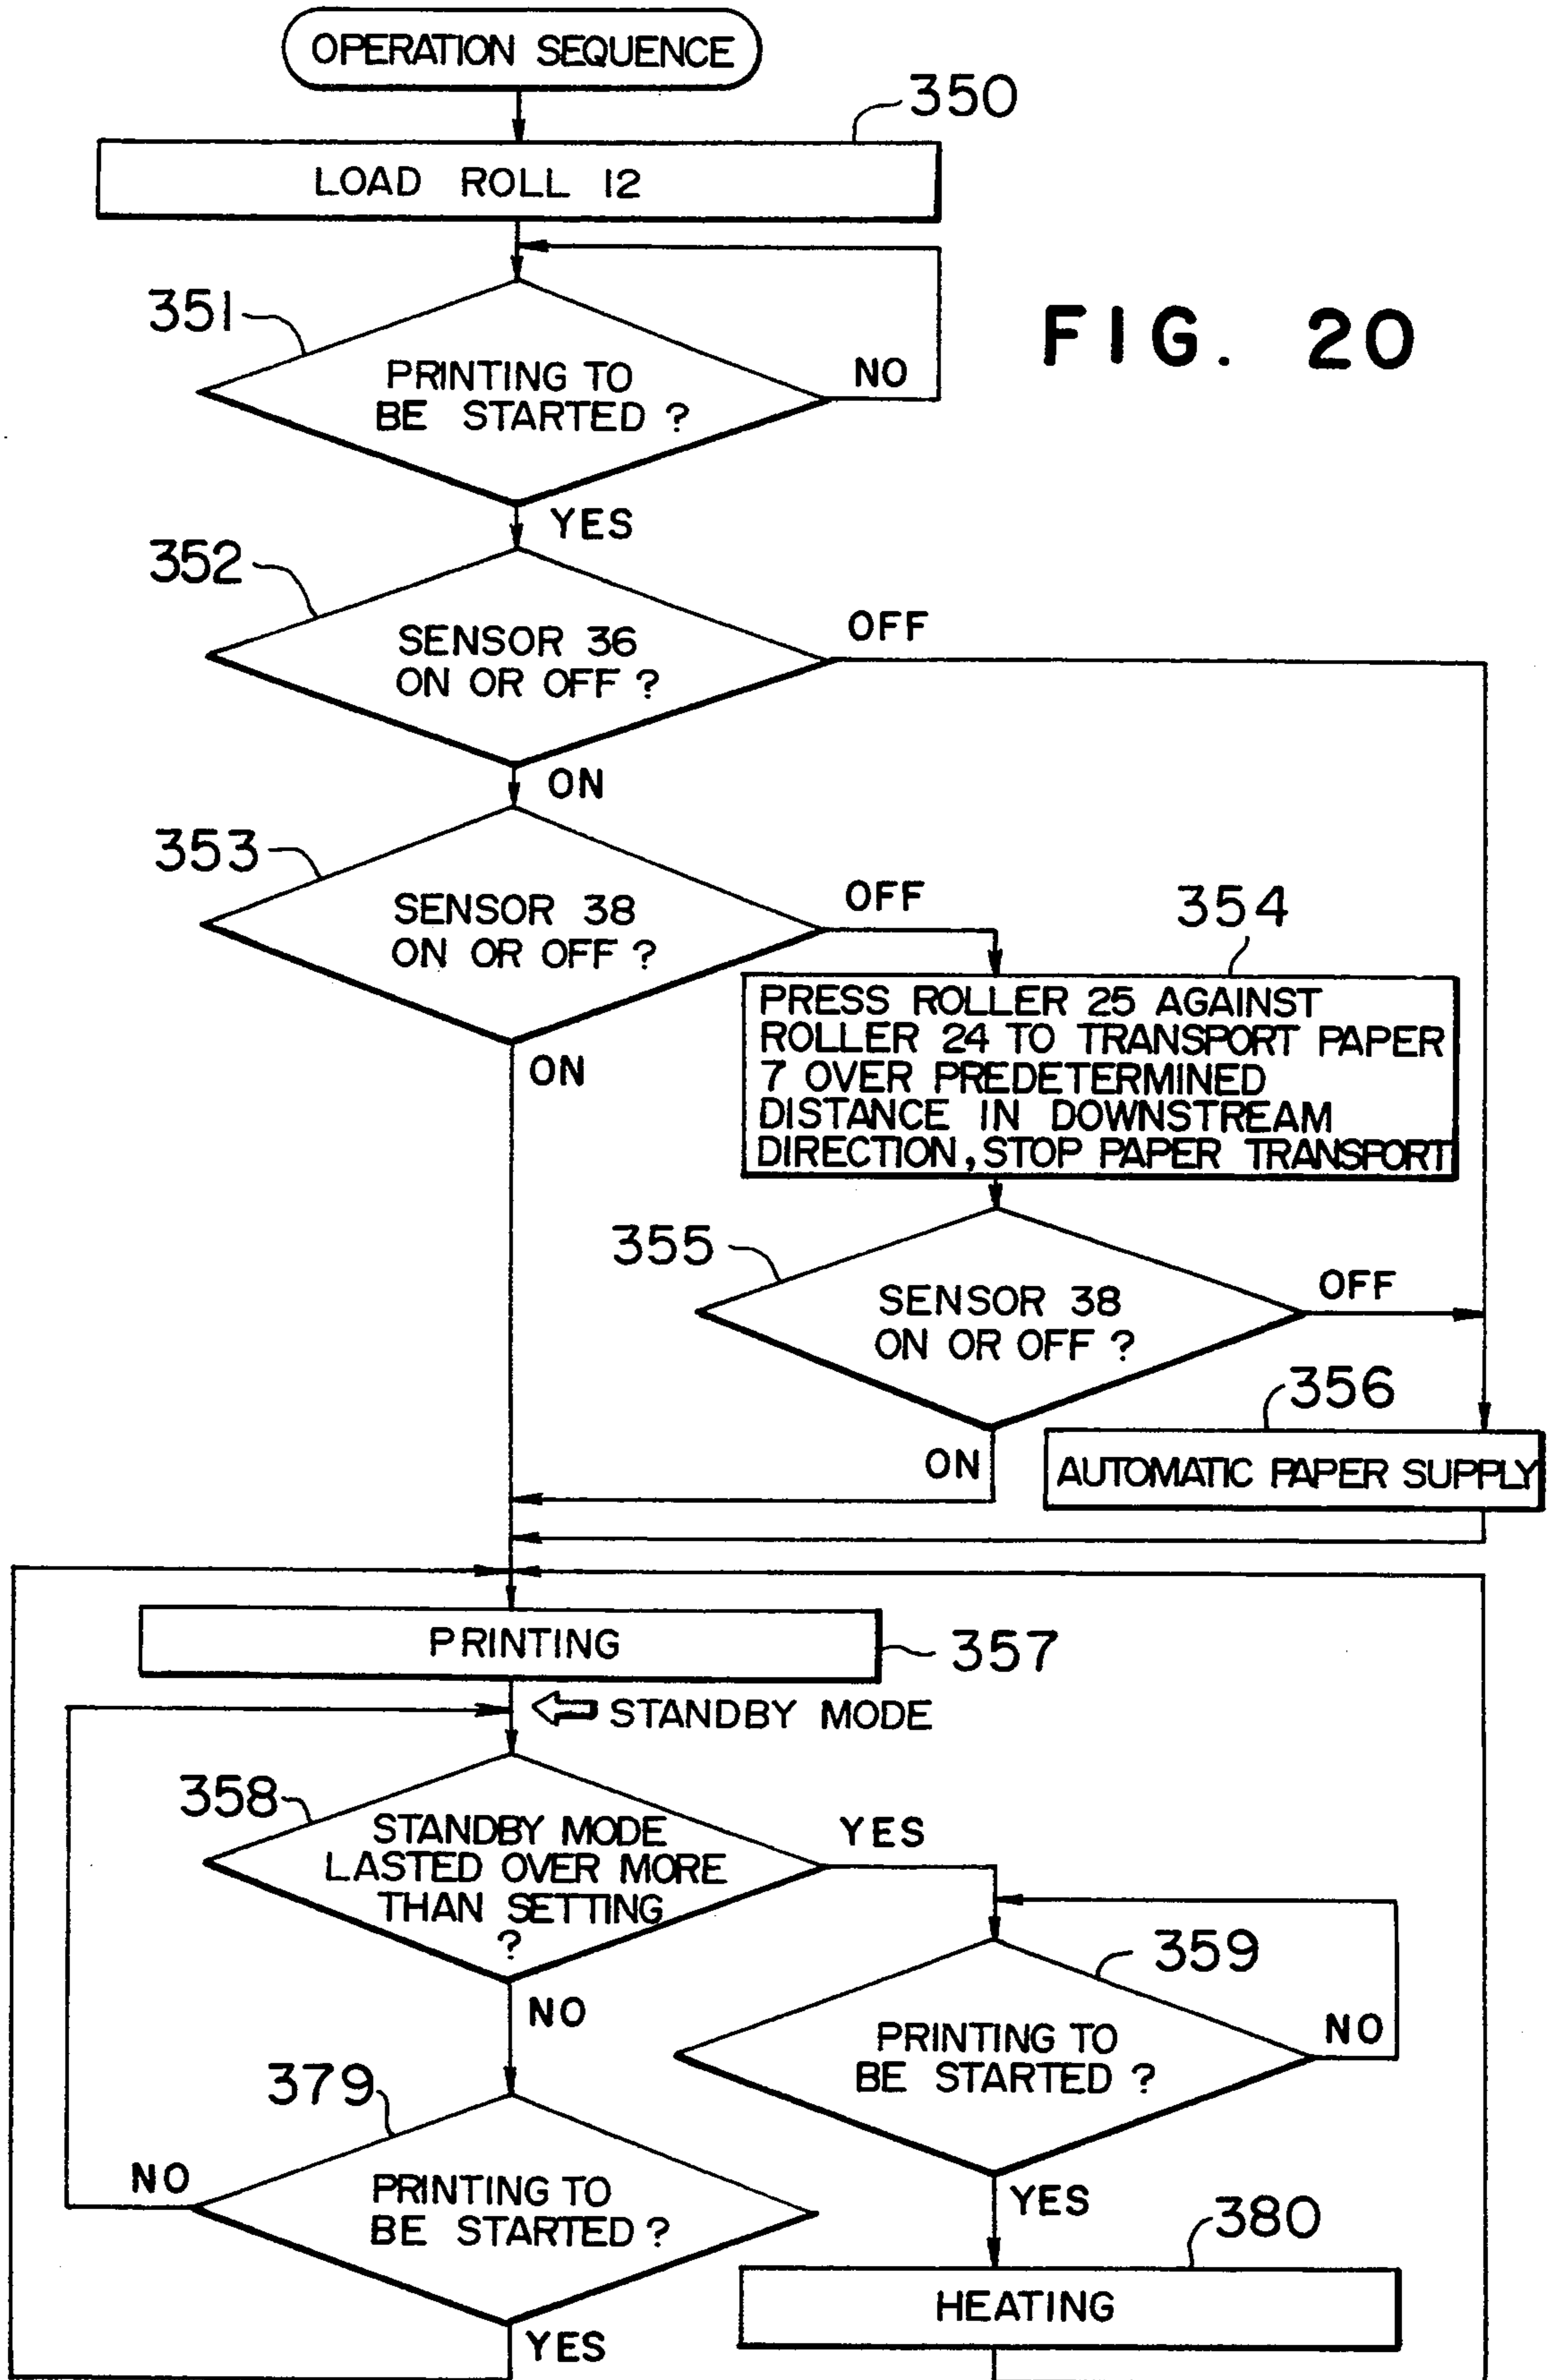 OPERATION SEQUENCE
350
LOAD ROLL 12
FIG. 20
351
PRINTING TO
BE STARTED ?
NO
YES
352
SENSOR 36
ON OR OFF ?
OFF
ON
353
SENSOR 38
ON OR OFF ?
OFF
ON
354
PRESS ROLLER 25 AGAINST
ROLLER 24 TO TRANSPORT PAPER
7 OVER PREDETERMINED
DISTANCE IN DOWNSTREAM
DIRECTION, STOP PAPER TRANSPORT
355
SENSOR 38
ON OR OFF ?
OFF
ON
356
AUTOMATIC PAPER SUPPLY
PRINTING
357
STANDBY MODE
358
STANDBY MODE
LASTED OVER MORE
THAN SETTING
?
YES
NO
359
PRINTING TO
BE STARTED ?
NO
YES
379
PRINTING TO
BE STARTED ?
NO
YES
380
HEATING